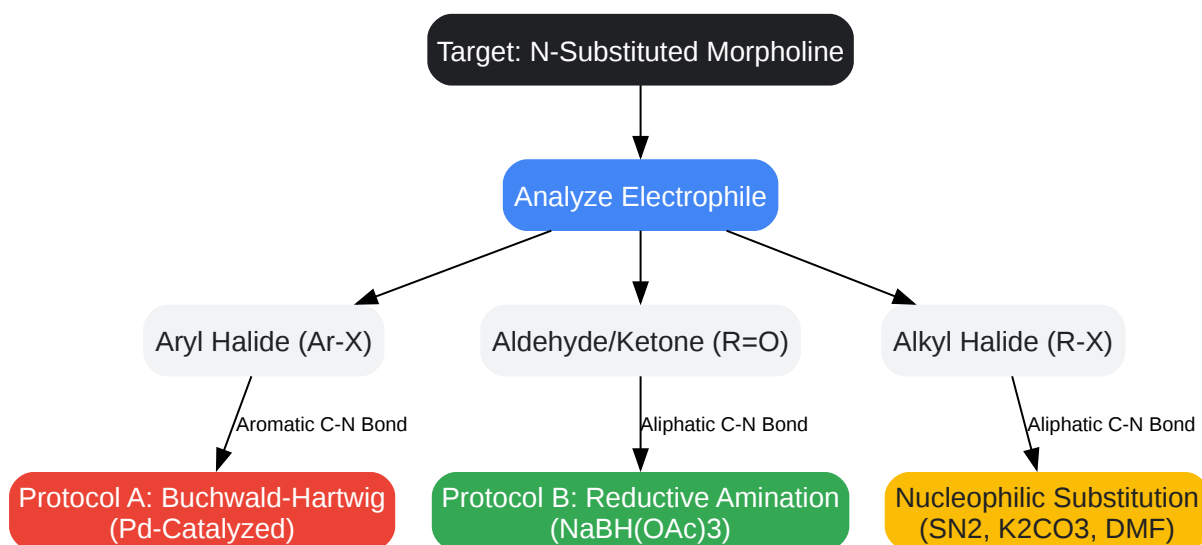 Target: N-Substituted Morpholine
Analyze Electrophile
Aryl Halide (Ar-X)
Aldehyde/Ketone (R=O)
Alkyl Halide (R-X)
Aromatic C-N Bond
Aliphatic C-N Bond
Aliphatic C-N Bond
Protocol A: Buchwald-Hartwig
(Pd-Catalyzed)
Protocol B: Reductive Amination
(NaBH(OAc)3)
Nucleophilic Substitution
(SN2, K2CO3, DMF)